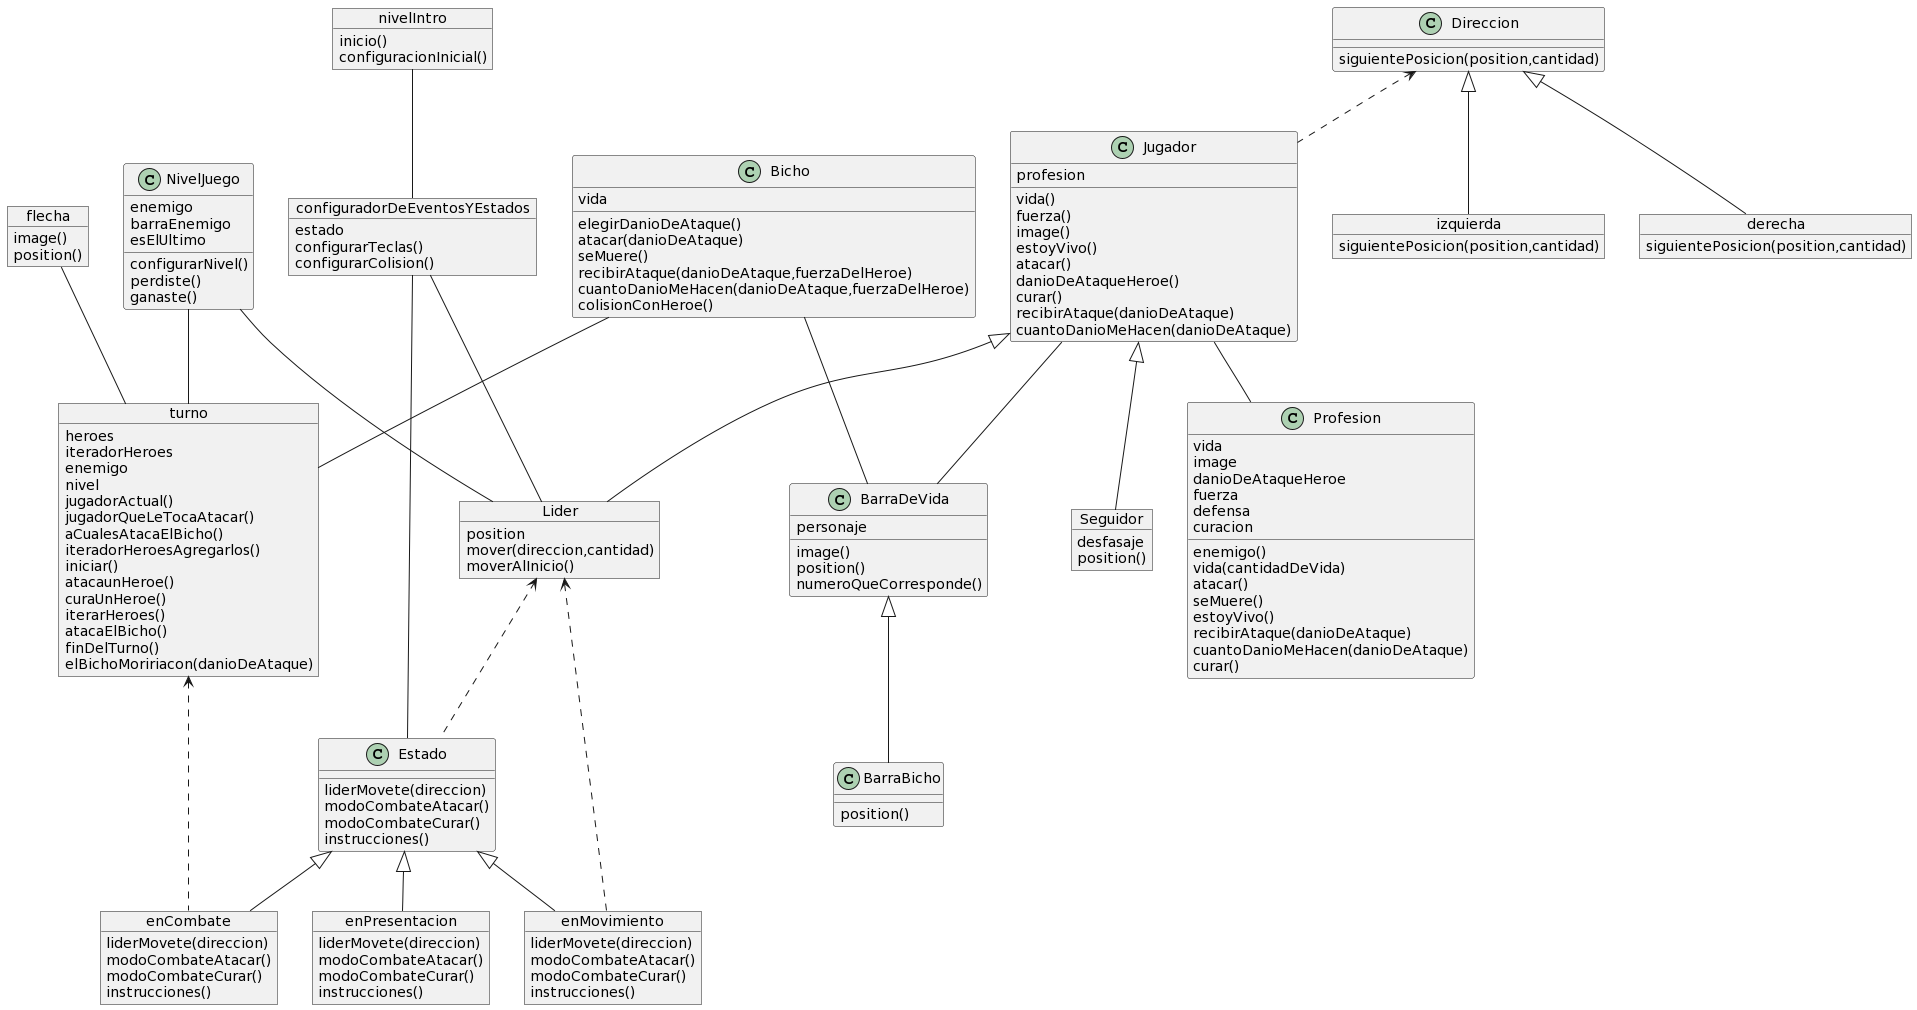 nivelIntro
inicio()
configuracionInicial()
C Direccion
siguientePosicion(position,cantidad)
C NivelJuego
enemigo
barraEnemigo
esElUltimo
configurarNivel()
perdiste()
ganaste()
flecha
image()
position()
configuradorDeEventosYEstados
estado
configurarTeclas()
configurarColision()
C Bicho
vida
elegirDanioDeAtaque()
atacar(danioDeAtaque)
seMuere()
recibirAtaque(danioDeAtaque,fuerzaDelHeroe)
cuantoDanioMeHacen(danioDeAtaque,fuerzaDelHeroe)
colisionConHeroe()
C Jugador
profesion
vida()
fuerza()
image()
estoyVivo()
atacar()
danioDeAtaqueHeroe()
curar()
recibirAtaque(danioDeAtaque)
cuantoDanioMeHacen(danioDeAtaque)
izquierda
siguientePosicion(position,cantidad)
derecha
siguientePosicion(position,cantidad)
turno
heroes
iteradorHeroes
enemigo
nivel
jugadorActual()
jugadorQueLeTocaAtacar()
aCualesAtacaElBicho()
iteradorHeroesAgregarlos()
iniciar()
atacaunHeroe()
curaUnHeroe()
iterarHeroes()
atacaElBicho()
finDelTurno()
elBichoMoririacon(danioDeAtaque)
Lider
position
mover(direccion,cantidad)
moverAlInicio()
C BarraDeVida
personaje
image()
position()
numeroQueCorresponde()
Seguidor
desfasaje
position()
C Profesion
vida
image
danioDeAtaqueHeroe
fuerza
defensa
curacion
enemigo()
vida(cantidadDeVida)
atacar()
seMuere()
estoyVivo()
recibirAtaque(danioDeAtaque)
cuantoDanioMeHacen(danioDeAtaque)
curar()
C Estado
liderMovete(direccion)
modoCombateAtacar()
modoCombateCurar()
instrucciones()
C BarraBicho
position()
enCombate
liderMovete(direccion)
modoCombateAtacar()
modoCombateCurar()
instrucciones()
enPresentacion
liderMovete(direccion)
modoCombateAtacar()
modoCombateCurar()
instrucciones()
enMovimiento
liderMovete(direccion)
modoCombateAtacar()
modoCombateCurar()
instrucciones()